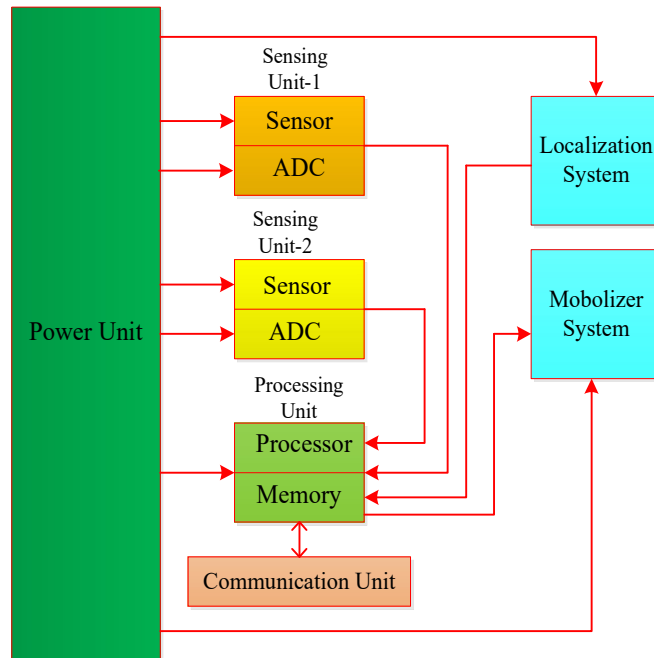 Sensing
Unit-1
Sensor
ADC
Localization
System
Sensing
Unit-2
Sensor
ADC
Mobolizer
System
Power Unit
Processing
Unit
Processor
Memory
Communication Unit